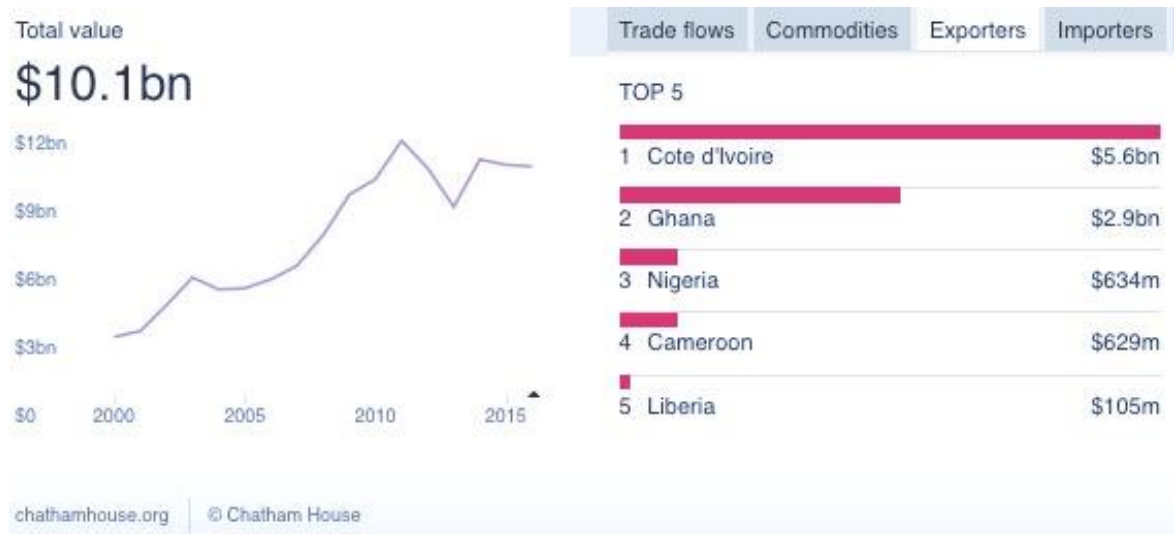 Total value
$10.1bn
$12bn
$9bn
$6bn
$3bn
$0
2000 2005 2010 2015
Trade flows Commodities Exporters Importers
TOP 5
1 Cote d'Ivoire $5.6bn
2 Ghana $2.9bn
3 Nigeria $634m
4 Cameroon $629m
5 Liberia $105m
chathamhouse.org © Chatham House